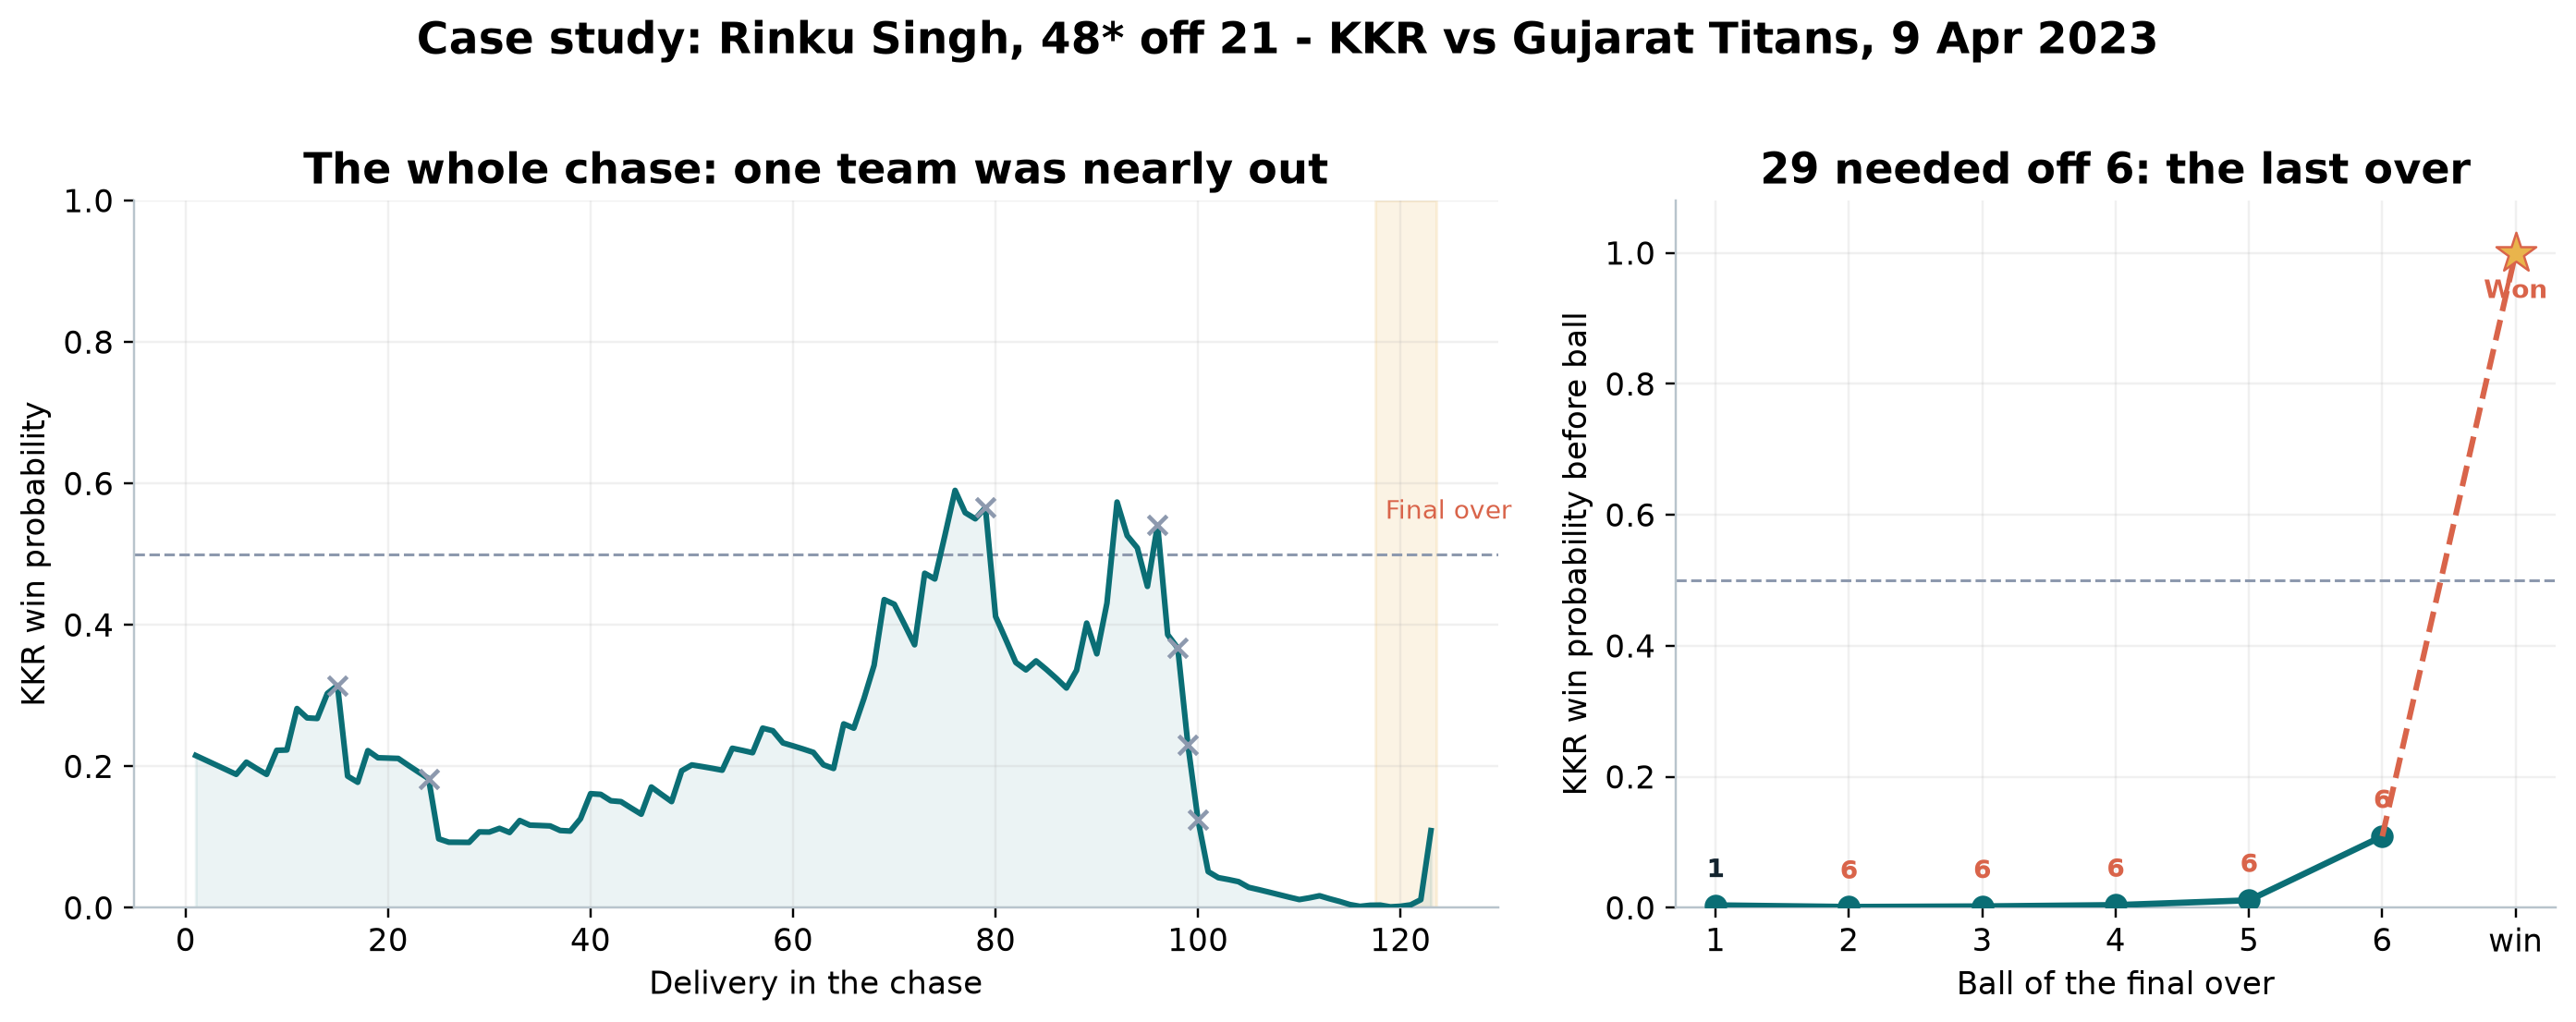 Case study: Rinku Singh, 48* off 21 - KKR vs Gujarat Titans, 9 Apr 2023
The whole chase: one team was nearly out
KKR win probability
1.0
0.8
0.6
0.4
0.2
0.0
Final over
0 20 40 60 80 100 120
Delivery in the chase
29 needed off 6: the last over
KKR win probability before ball
1.0
0.8
0.6
0.4
0.2
0.0
Won
1 6 6 6 6 6
1 2 3 4 5 6 win
Ball of the final over